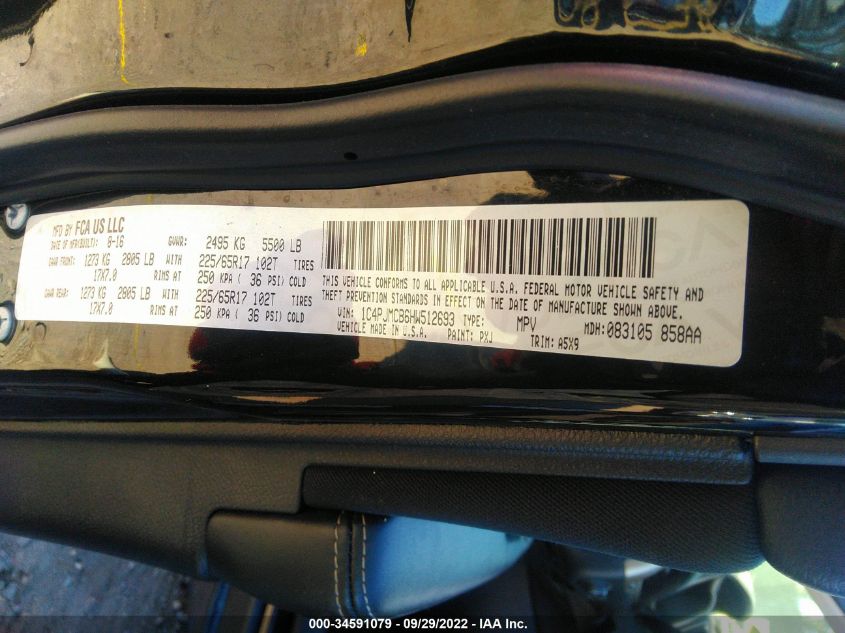 MFD BY FCA US LLC
DATE OF MFR(BUILT): 8-16 GVWR: 2495 KG 5500 LB
GAWR FRONT: 1273 KG 2805 LB WITH 225/65R17 102T TIRES
17X7.0 RIMS AT 250 KPA ( 36 PSI) COLD
GAWR REAR: 1273 KG 2805 LB WITH 225/65R17 102T TIRES
17X7.0 RIMS AT 250 KPA ( 36 PSI) COLD
THIS VEHICLE CONFORMS TO ALL APPLICABLE U.S.A. FEDERAL MOTOR VEHICLE SAFETY AND
THEFT PREVENTION STANDARDS IN EFFECT ON THE DATE OF MANUFACTURE SHOWN ABOVE.
VIN: 1C4PJMCB6HW512693 TYPE: MPV MDH: 083105 858AA
VEHICLE MADE IN U.S.A. PAINT: PXJ TRIM: A5X9
000-34591079 - 09/29/2022 - IAA Inc.